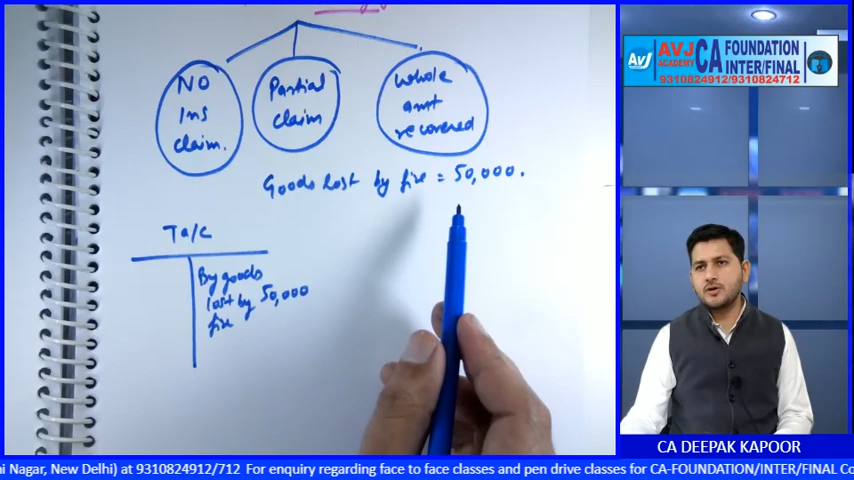 NO
Ins
claim.
Partial
claim
Whole
amt
recovered
Goods lost by fire = 50,000.
T a/c
By goods
lost by 50,000
fire
AVJ
AVJ
ACADEMY
CA
FOUNDATION
INTER/FINAL
9310824912/9310824712
CA DEEPAK KAPOOR
Nagar, New Delhi) at 9310824912/712 For enquiry regarding face to face classes and pen drive classes for CA-FOUNDATION/INTER/FINAL